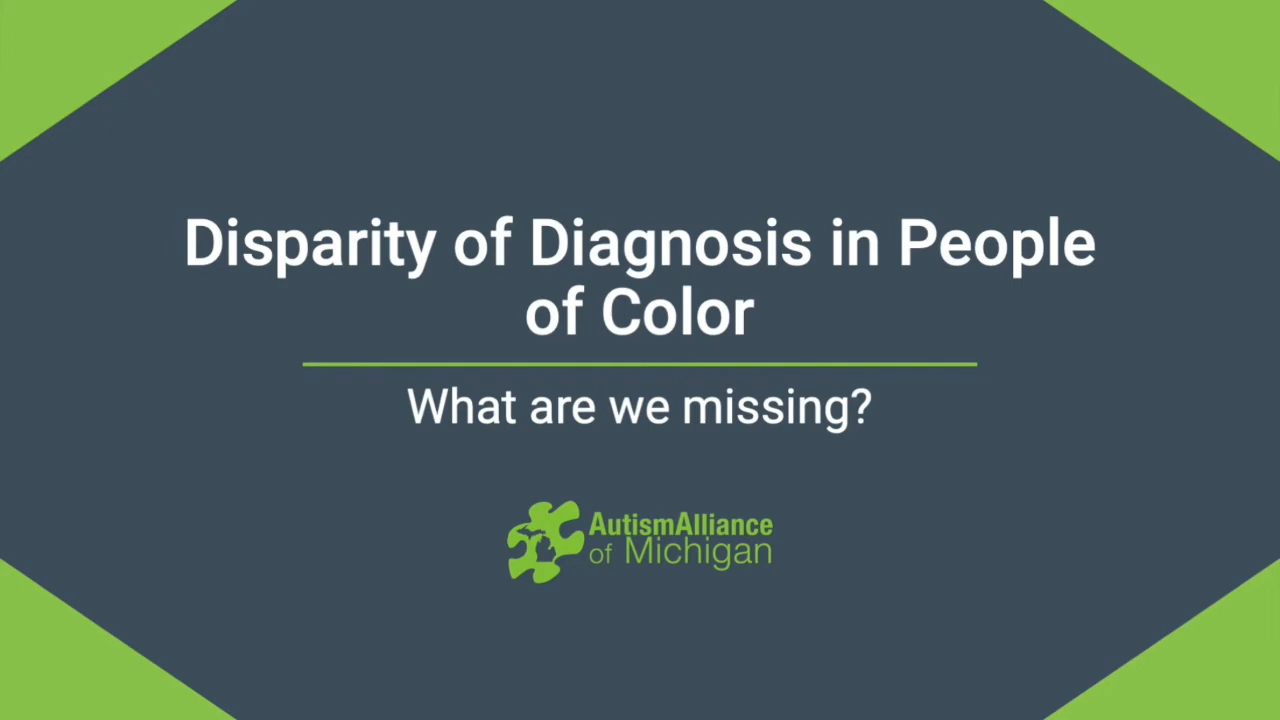 Disparity of Diagnosis in People
of Color
What are we missing?
AutismAlliance
of Michigan